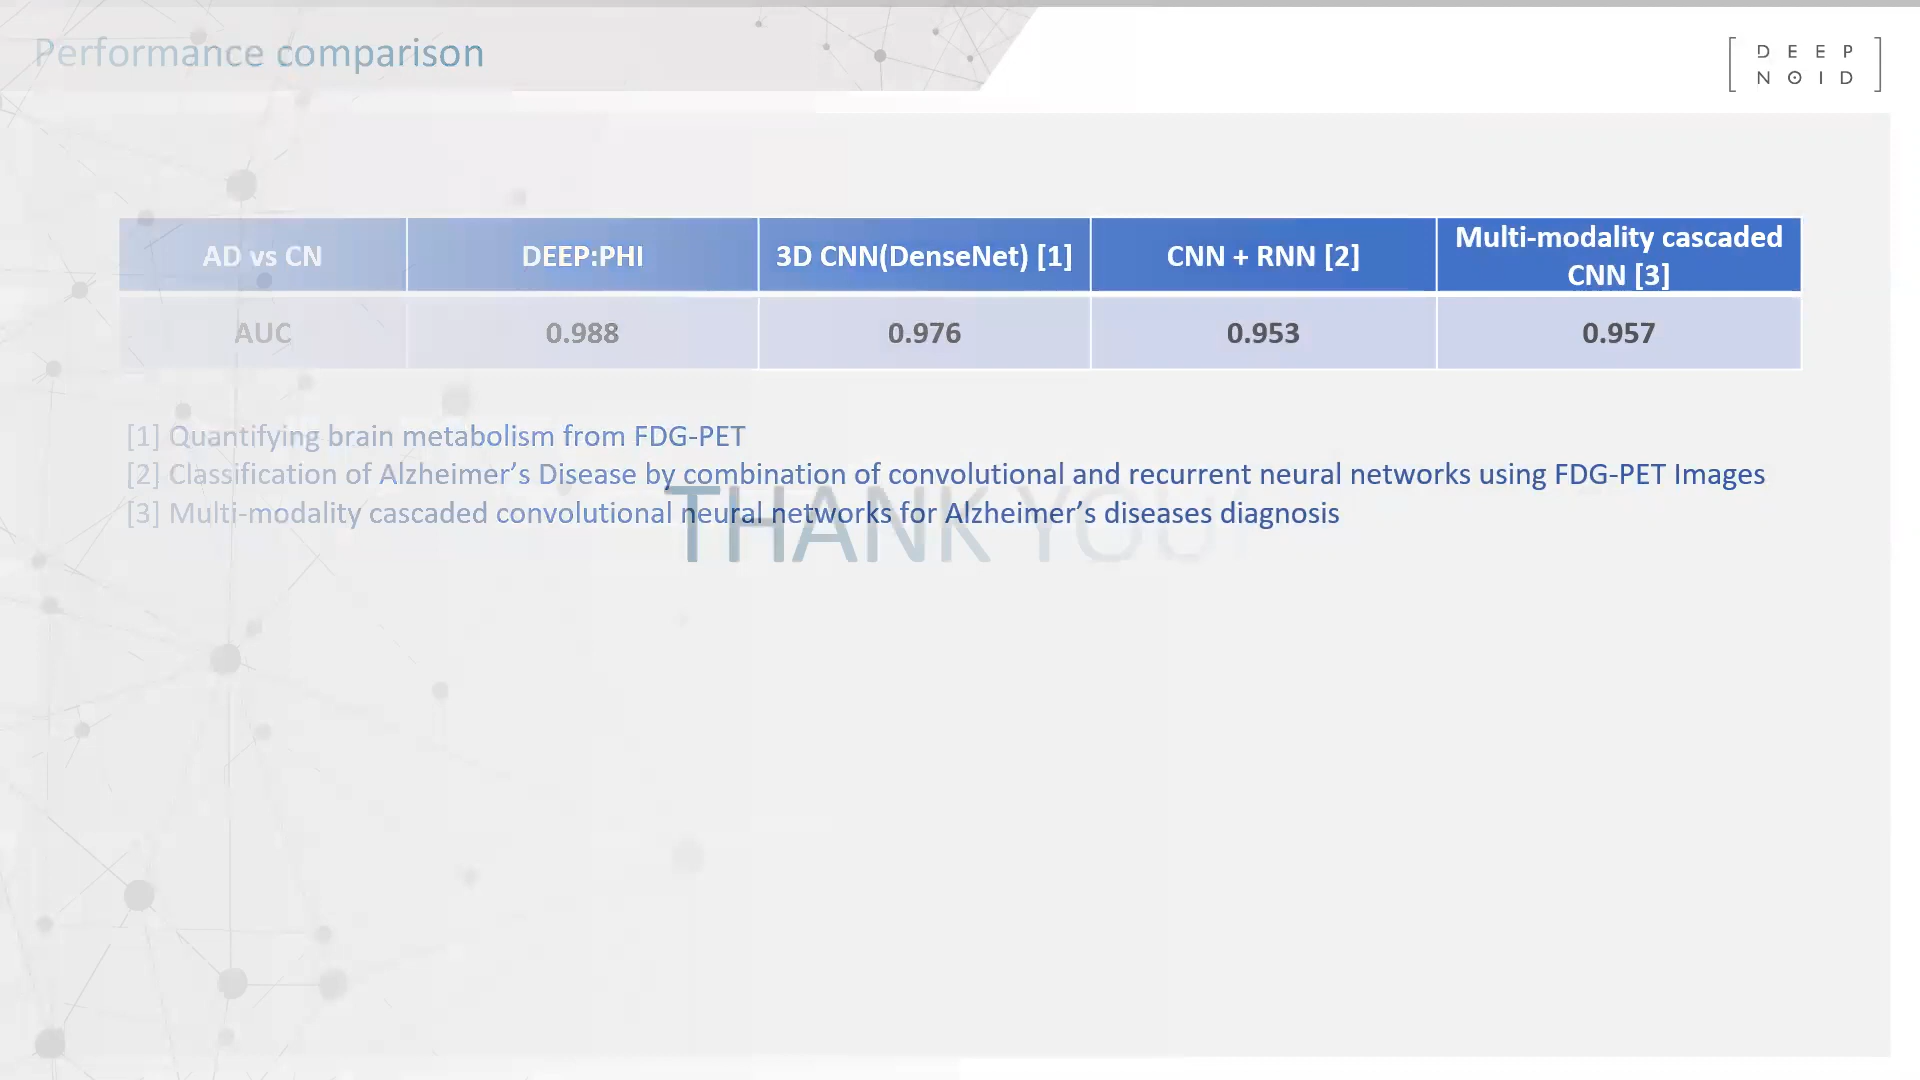 Performance comparison
DEEP
NOID
AD vs CN DEEP:PHI 3D CNN(DenseNet) [1] CNN + RNN [2] Multi-modality cascaded CNN [3]
AUC 0.988 0.976 0.953 0.957
[1] Quantifying brain metabolism from FDG-PET
[2] Classification of Alzheimer’s Disease by combination of convolutional and recurrent neural networks using FDG-PET Images
[3] Multi-modality cascaded convolutional neural networks for Alzheimer’s diseases diagnosis
THANK YOU